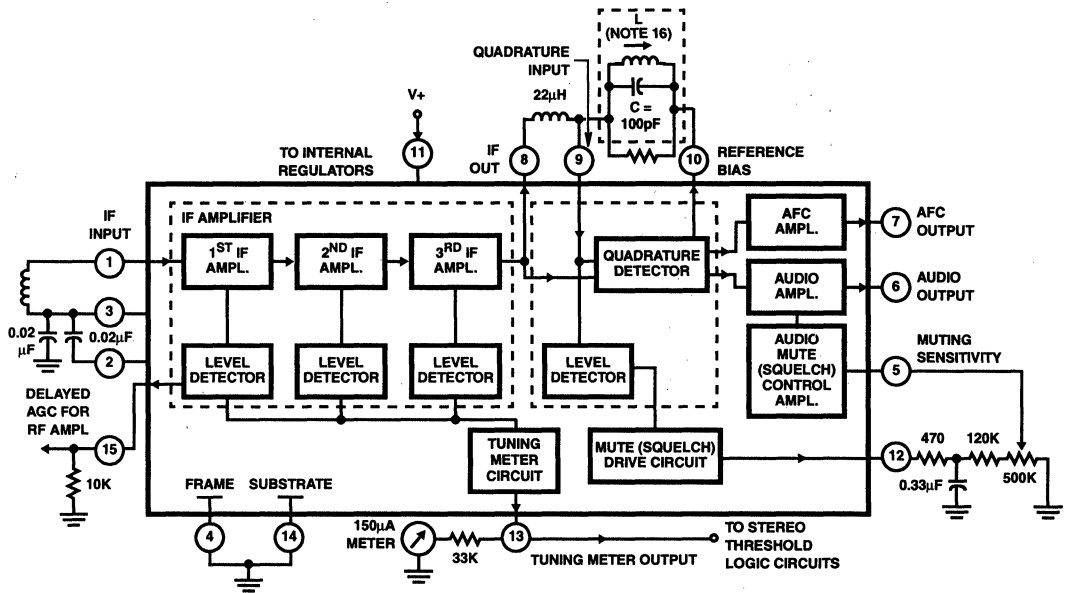 L
(NOTE 16)
QUADRATURE
INPUT
22μH
C =
100pF
V+
11
TO INTERNAL
REGULATORS
IF
OUT
8
9
10
REFERENCE
BIAS
IF
INPUT
1
3
2
0.02
μF
0.02μF
IF AMPLIFIER
1ST IF
AMPL.
2ND IF
AMPL.
3RD IF
AMPL.
QUADRATURE
DETECTOR
AFC
AMPL.
7
AFC
OUTPUT
AUDIO
AMPL.
6
AUDIO
OUTPUT
LEVEL
DETECTOR
LEVEL
DETECTOR
LEVEL
DETECTOR
LEVEL
DETECTOR
AUDIO
MUTE
(SQUELCH)
CONTROL
AMPL.
MUTING
SENSITIVITY
5
DELAYED
AGC FOR
RF AMPL
15
10K
TUNING
METER
CIRCUIT
MUTE (SQUELCH)
DRIVE CIRCUIT
12
470
120K
0.33μF
500K
FRAME
SUBSTRATE
4
14
150μA
METER
33K
13
TUNING METER OUTPUT
TO STEREO
THRESHOLD
LOGIC CIRCUITS